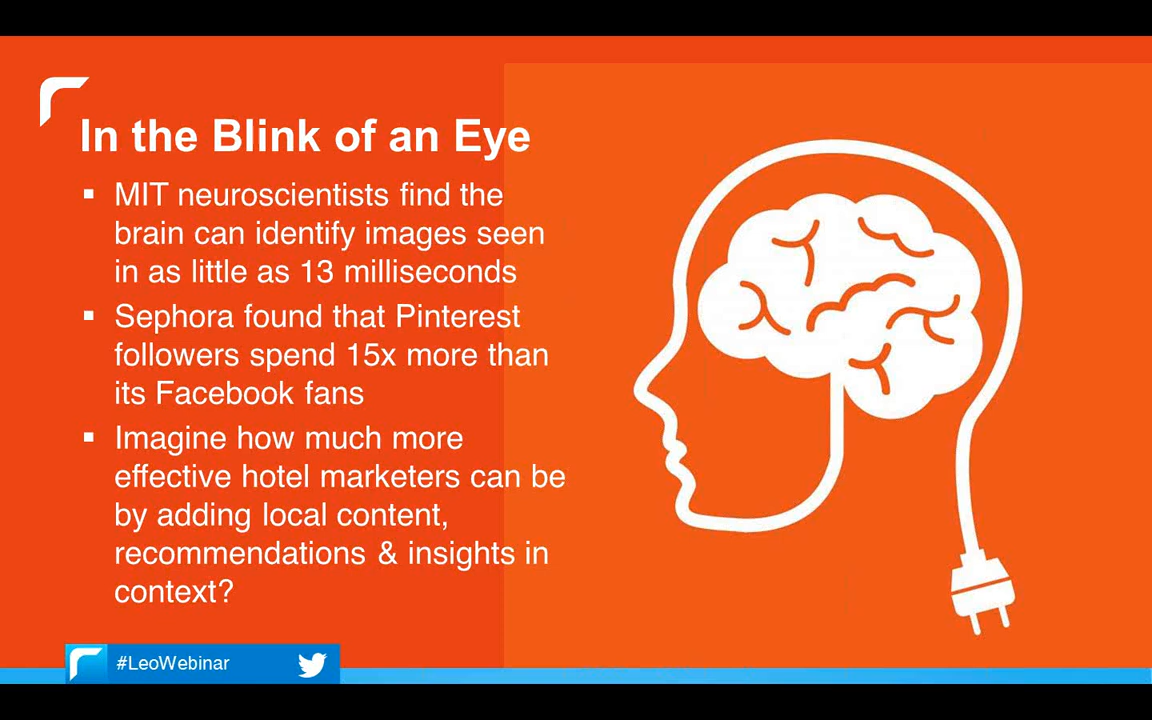 In the Blink of an Eye
▪ MIT neuroscientists find the
brain can identify images seen
in as little as 13 milliseconds
▪ Sephora found that Pinterest
followers spend 15x more than
its Facebook fans
▪ Imagine how much more
effective hotel marketers can be
by adding local content,
recommendations & insights in
context?
#LeoWebinar